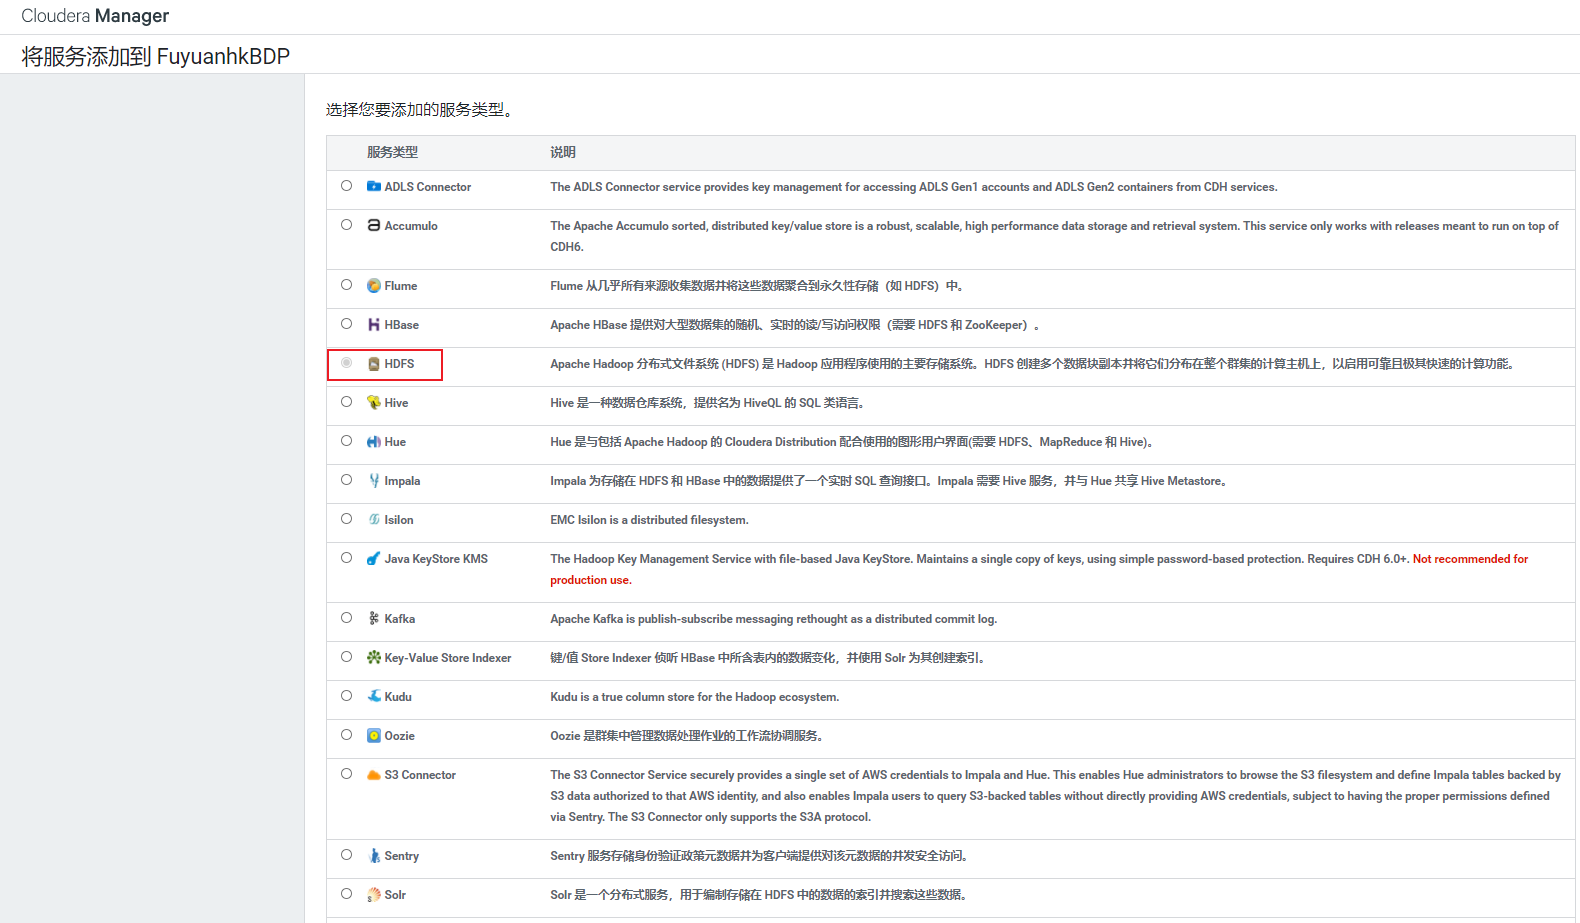 Cloudera Manager
将服务添加到 FuyuanhkBDP
选择您要添加的服务类型。
服务类型 说明
ADLS Connector The ADLS Connector service provides key management for accessing ADLS Gen1 accounts and ADLS Gen2 containers from CDH services.
Accumulo The Apache Accumulo sorted, distributed key/value store is a robust, scalable, high performance data storage and retrieval system. This service only works with releases meant to run on top of
CDH6.
Flume Flume 从几乎所有来源收集数据并将这些数据聚合到永久性存储（如 HDFS）中。
HBase Apache HBase 提供对大型数据集的随机、实时的读/写访问权限（需要 HDFS 和 ZooKeeper）。
HDFS Apache Hadoop 分布式文件系统 (HDFS) 是 Hadoop 应用程序使用的主要存储系统。HDFS 创建多个数据块副本并将它们分布在整个群集的计算主机上，以启用可靠且极其快速的计算功能。
Hive Hive 是一种数据仓库系统，提供名为 HiveQL 的 SQL 类语言。
Hue Hue 是与包括 Apache Hadoop 的 Cloudera Distribution 配合使用的图形用户界面(需要 HDFS、MapReduce 和 Hive)。
Impala Impala 为存储在 HDFS 和 HBase 中的数据提供了一个实时 SQL 查询接口。Impala 需要 Hive 服务，并与 Hue 共享 Hive Metastore。
Isilon EMC Isilon is a distributed filesystem.
Java KeyStore KMS The Hadoop Key Management Service with file-based Java KeyStore. Maintains a single copy of keys, using simple password-based protection. Requires CDH 6.0+. Not recommended for
production use.
Kafka Apache Kafka is publish-subscribe messaging rethought as a distributed commit log.
Key-Value Store Indexer 键/值 Store Indexer 侦听 HBase 中所含表内的数据变化，并使用 Solr 为其创建索引。
Kudu Kudu is a true column store for the Hadoop ecosystem.
Oozie Oozie 是群集中管理数据处理作业的工作流协调服务。
S3 Connector The S3 Connector Service securely provides a single set of AWS credentials to Impala and Hue. This enables Hue administrators to browse the S3 filesystem and define Impala tables backed by
S3 data authorized to that AWS identity, and also enables Impala users to query S3-backed tables without directly providing AWS credentials, subject to having the proper permissions defined
via Sentry. The S3 Connector only supports the S3A protocol.
Sentry Sentry 服务存储身份验证政策元数据并为客户端提供对该元数据的并发安全访问。
Solr Solr 是一个分布式服务，用于编制存储在 HDFS 中的数据的索引并搜索这些数据。